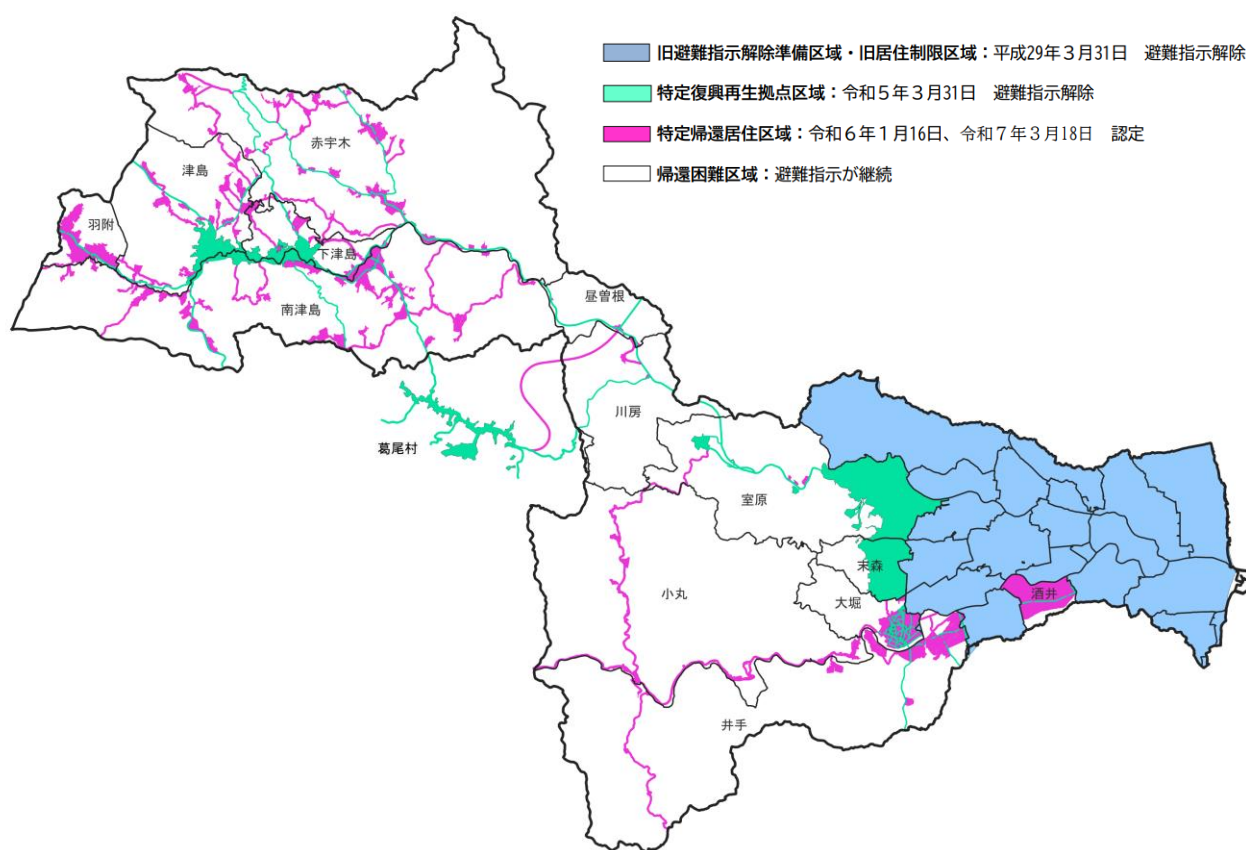 旧避難指示解除準備区域・旧居住制限区域：平成29年３月31日　避難指示解除
特定復興再生拠点区域：令和５年３月31日　避難指示解除
特定帰還居住区域：令和６年１月16日、令和７年３月18日　認定
帰還困難区域：避難指示が継続
赤宇木
津島
羽附
下津島
南津島
昼曽根
川房
葛尾村
室原
末森
小丸
大堀
酒井
井手